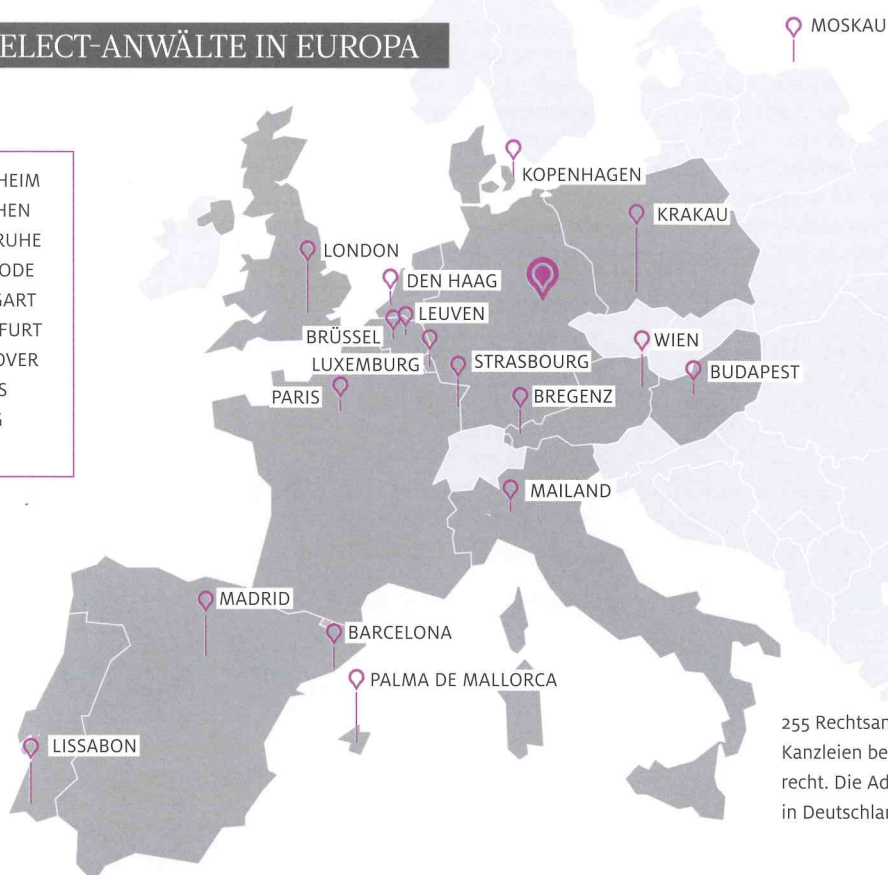 ELECT-ANWÄLTE IN EUROPA
MOSKAU
HEIM
HEN
RUHE
ODE
GART
FURT
OVER
S
G
KOPENHAGEN
KRAKAU
LONDON
DEN HAAG
LEUVEN
BRÜSSEL
WIEN
LUXEMBURG
STRASBOURG
BUDAPEST
PARIS
BREGENZ
MAILAND
MADRID
BARCELONA
PALMA DE MALLORCA
LISSABON
255 Rechtsan
Kanzleien be
recht. Die Ad
in Deutschlan